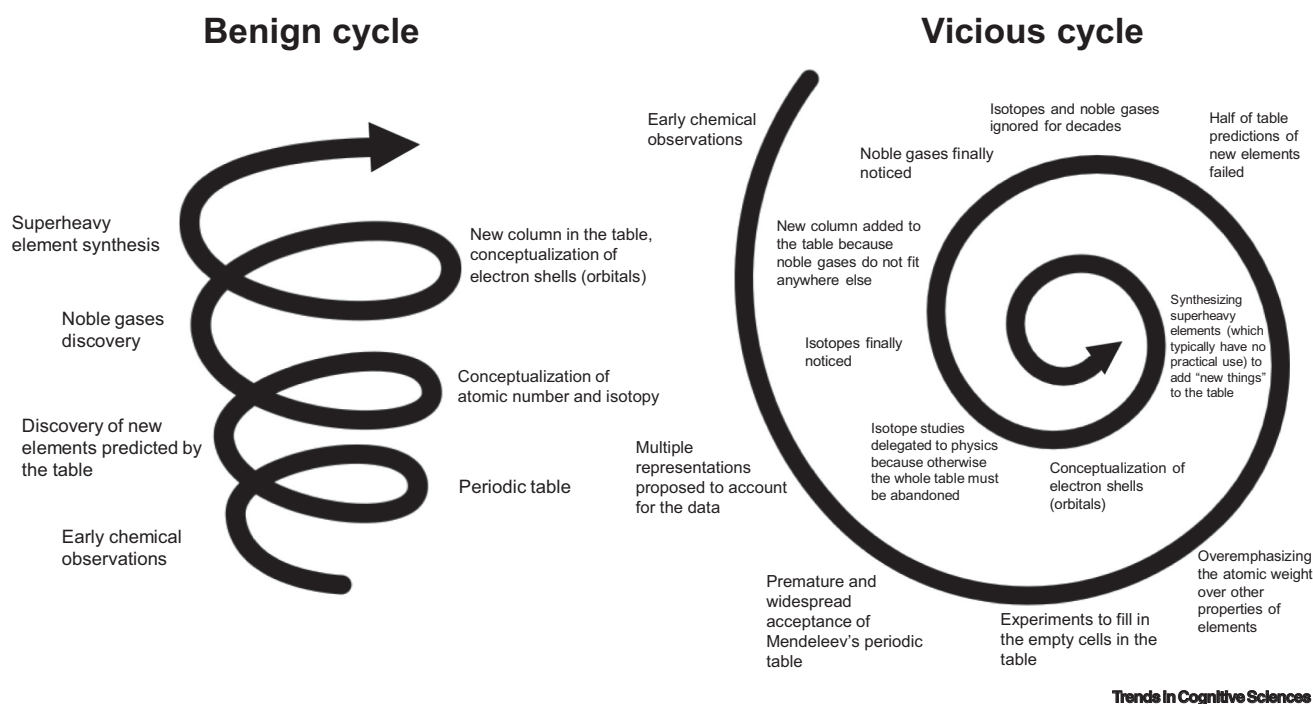 Benign cycle
Superheavy
element synthesis
New column in the table,
conceptualization of
electron shells (orbitals)
Noble gases
discovery
Conceptualization of
atomic number and isotopy
Discovery of new
elements predicted by
the table
Periodic table
Early chemical
observations
Vicious cycle
Early chemical
observations
Multiple
representations
proposed to account
for the data
Premature and
widespread
acceptance of
Mendeleev's periodic
table
Experiments to fill in
the empty cells in the
table
Overemphasizing
the atomic weight
over other
properties of
elements
Half of table
predictions of
new elements
failed
Isotopes and noble gases
ignored for decades
Noble gases finally
noticed
New column added to
the table because
noble gases do not fit
anywhere else
Isotopes finally
noticed
Isotope studies
delegated to physics
because otherwise
the whole table must
be abandoned
Conceptualization of
electron shells
(orbitals)
Synthesizing
superheavy
elements (which
typically have no
practical use) to
add “new things”
to the table
Trends in Cognitive Sciences